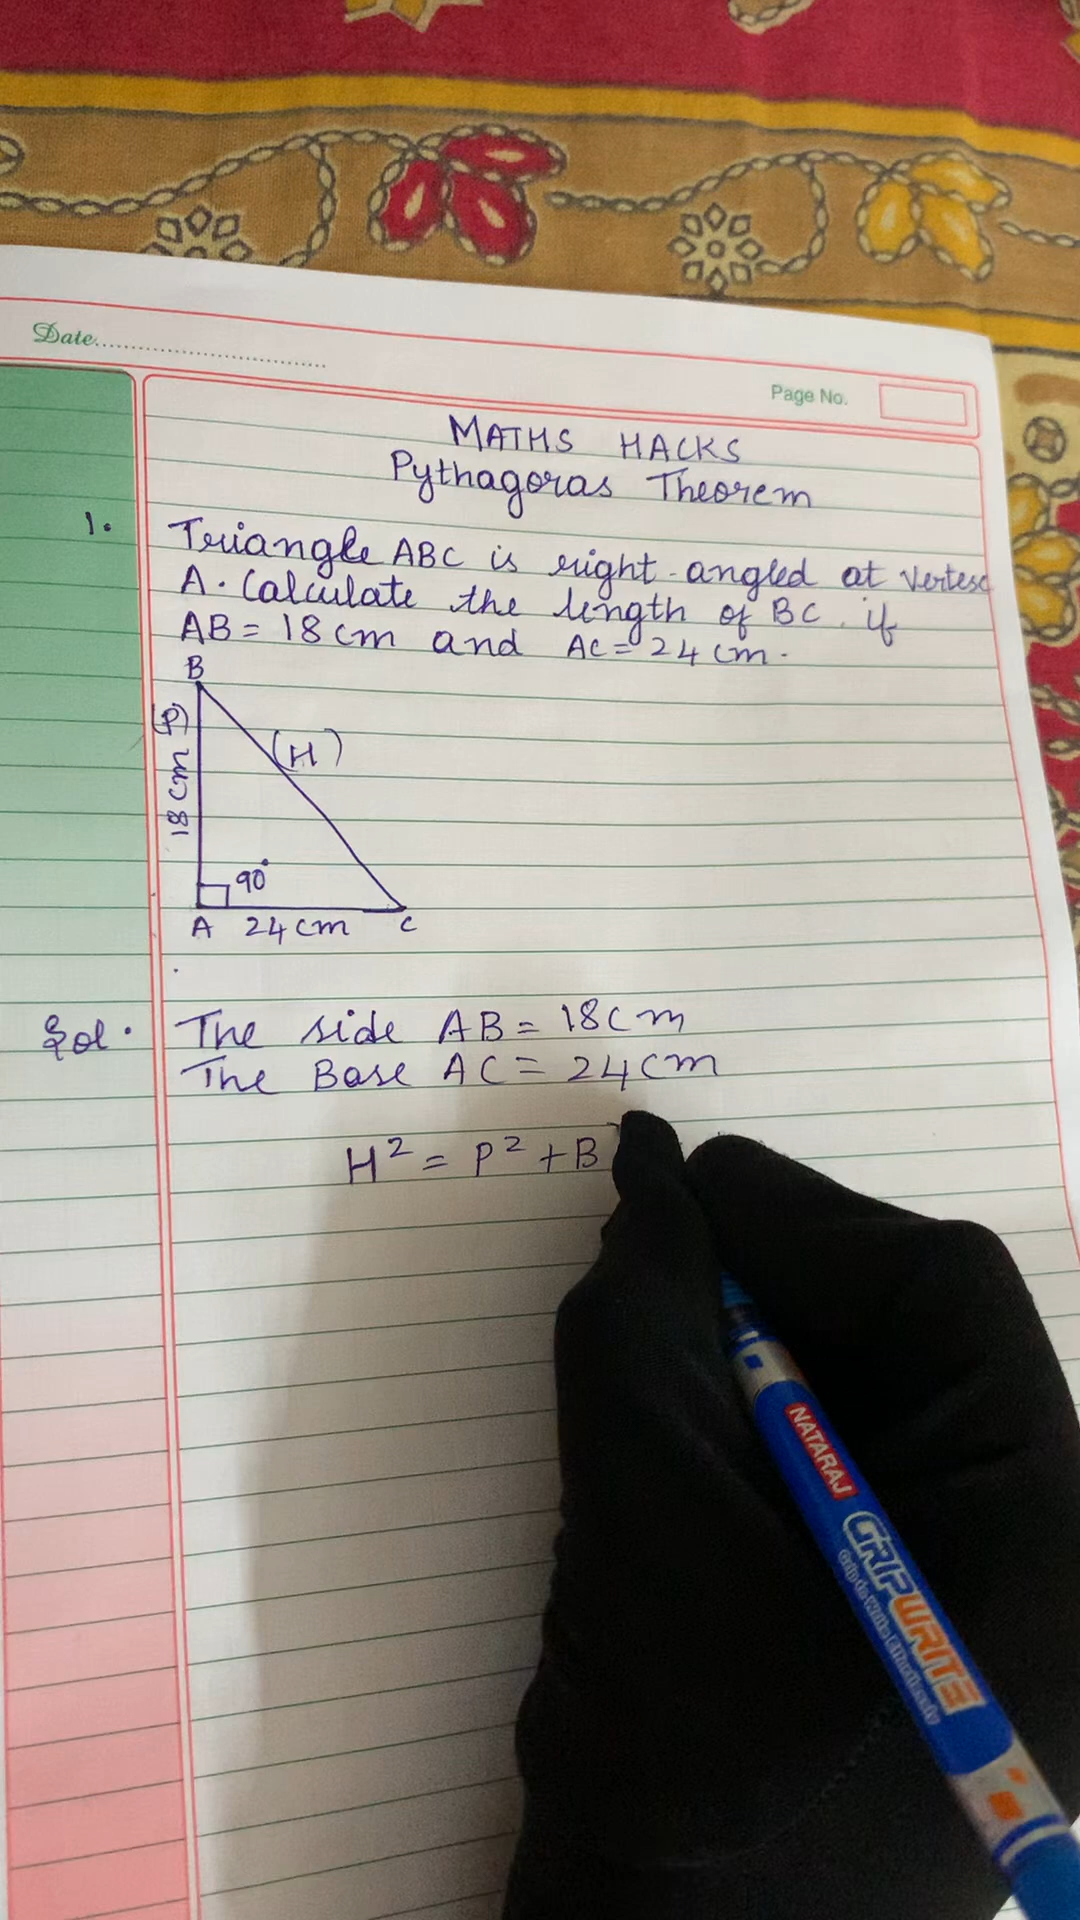 Date
Page No.
MATHS HACKS
Pythagoras Theorem
1. Triangle ABC is right-angled at vertex
A. Calculate the length of BC. if
AB = 18 cm and AC = 24 cm.
B
18 cm (P)
(H)
90°
A 24 cm C
Sol. The side AB = 18 cm
The Base AC = 24 cm
H² = P² + B
NATARAJ
GRIPWRITE